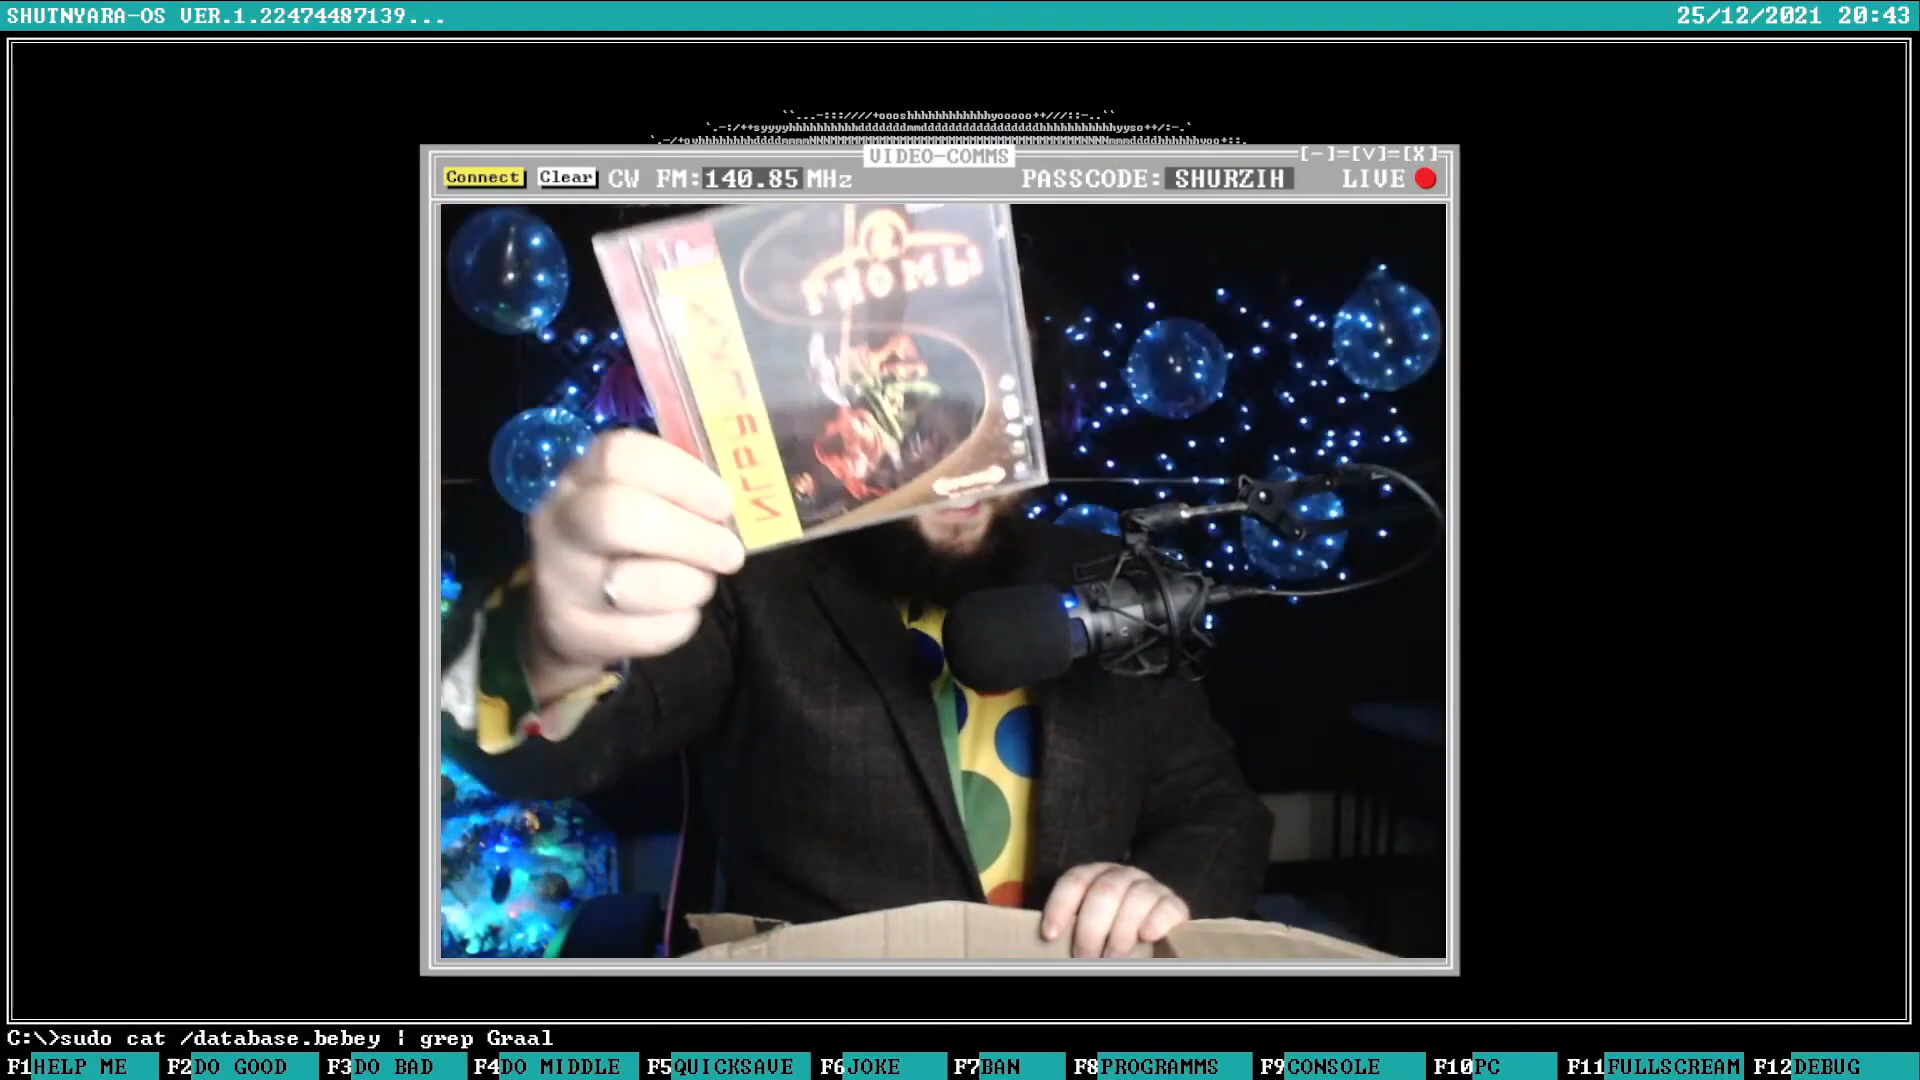 SHUTNYARA-OS VER.1.22474487139... 25/12/2021 20:43
VIDEO-COMMS [-]=[V]=[X]
Connect Clear CW FM:140.85MHz PASSCODE: SHURZIH LIVE
ГНОМЫ
C:\>sudo cat /database.bebey | grep Graal
F1HELP ME F2DO GOOD F3DO BAD F4DO MIDDLE F5QUICKSAVE F6JOKE F7BAN F8PROGRAMMS F9CONSOLE F10PC F11FULLSCREAM F12DEBUG